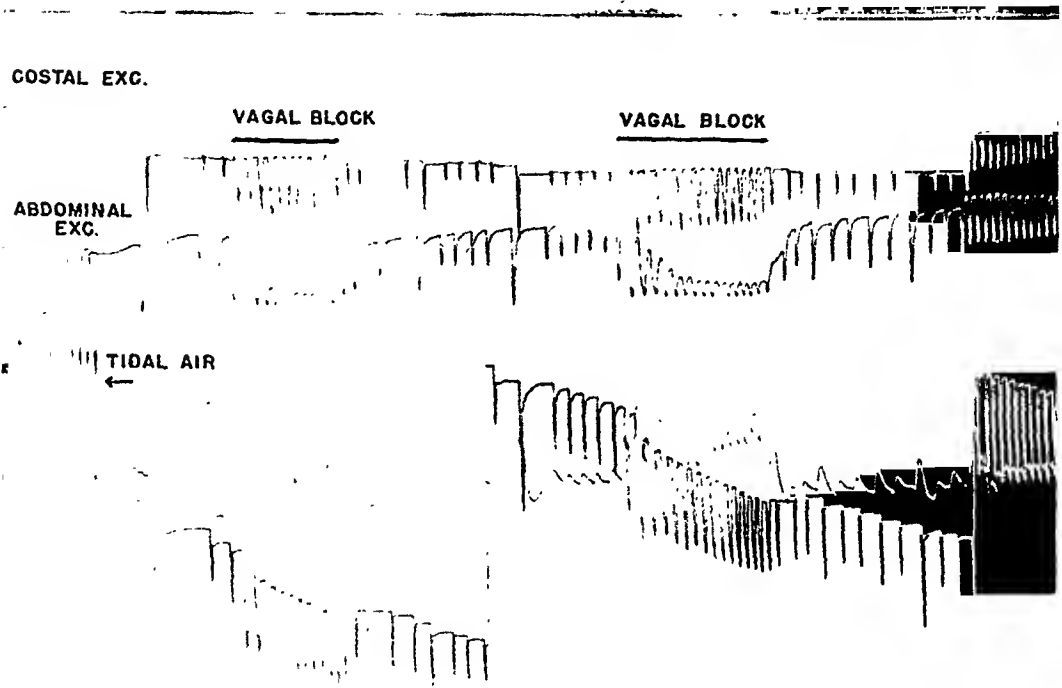 COSTAL EXC.
VAGAL BLOCK
VAGAL BLOCK
ABDOMINAL
EXC.
TIDAL AIR
←